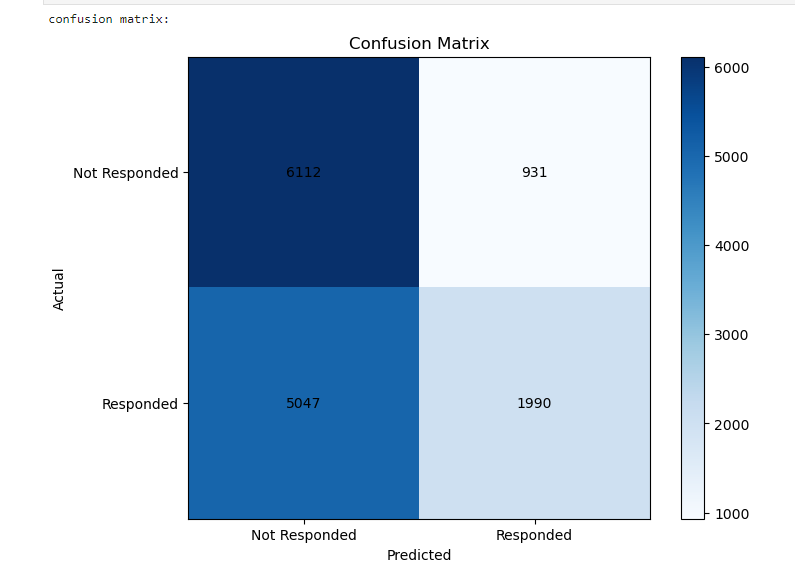 confusion matrix:
Confusion Matrix
6000
Not Responded
6112
931
5000
4000
Actual
3000
Responded
5047
1990
2000
1000
Not Responded
Responded
Predicted